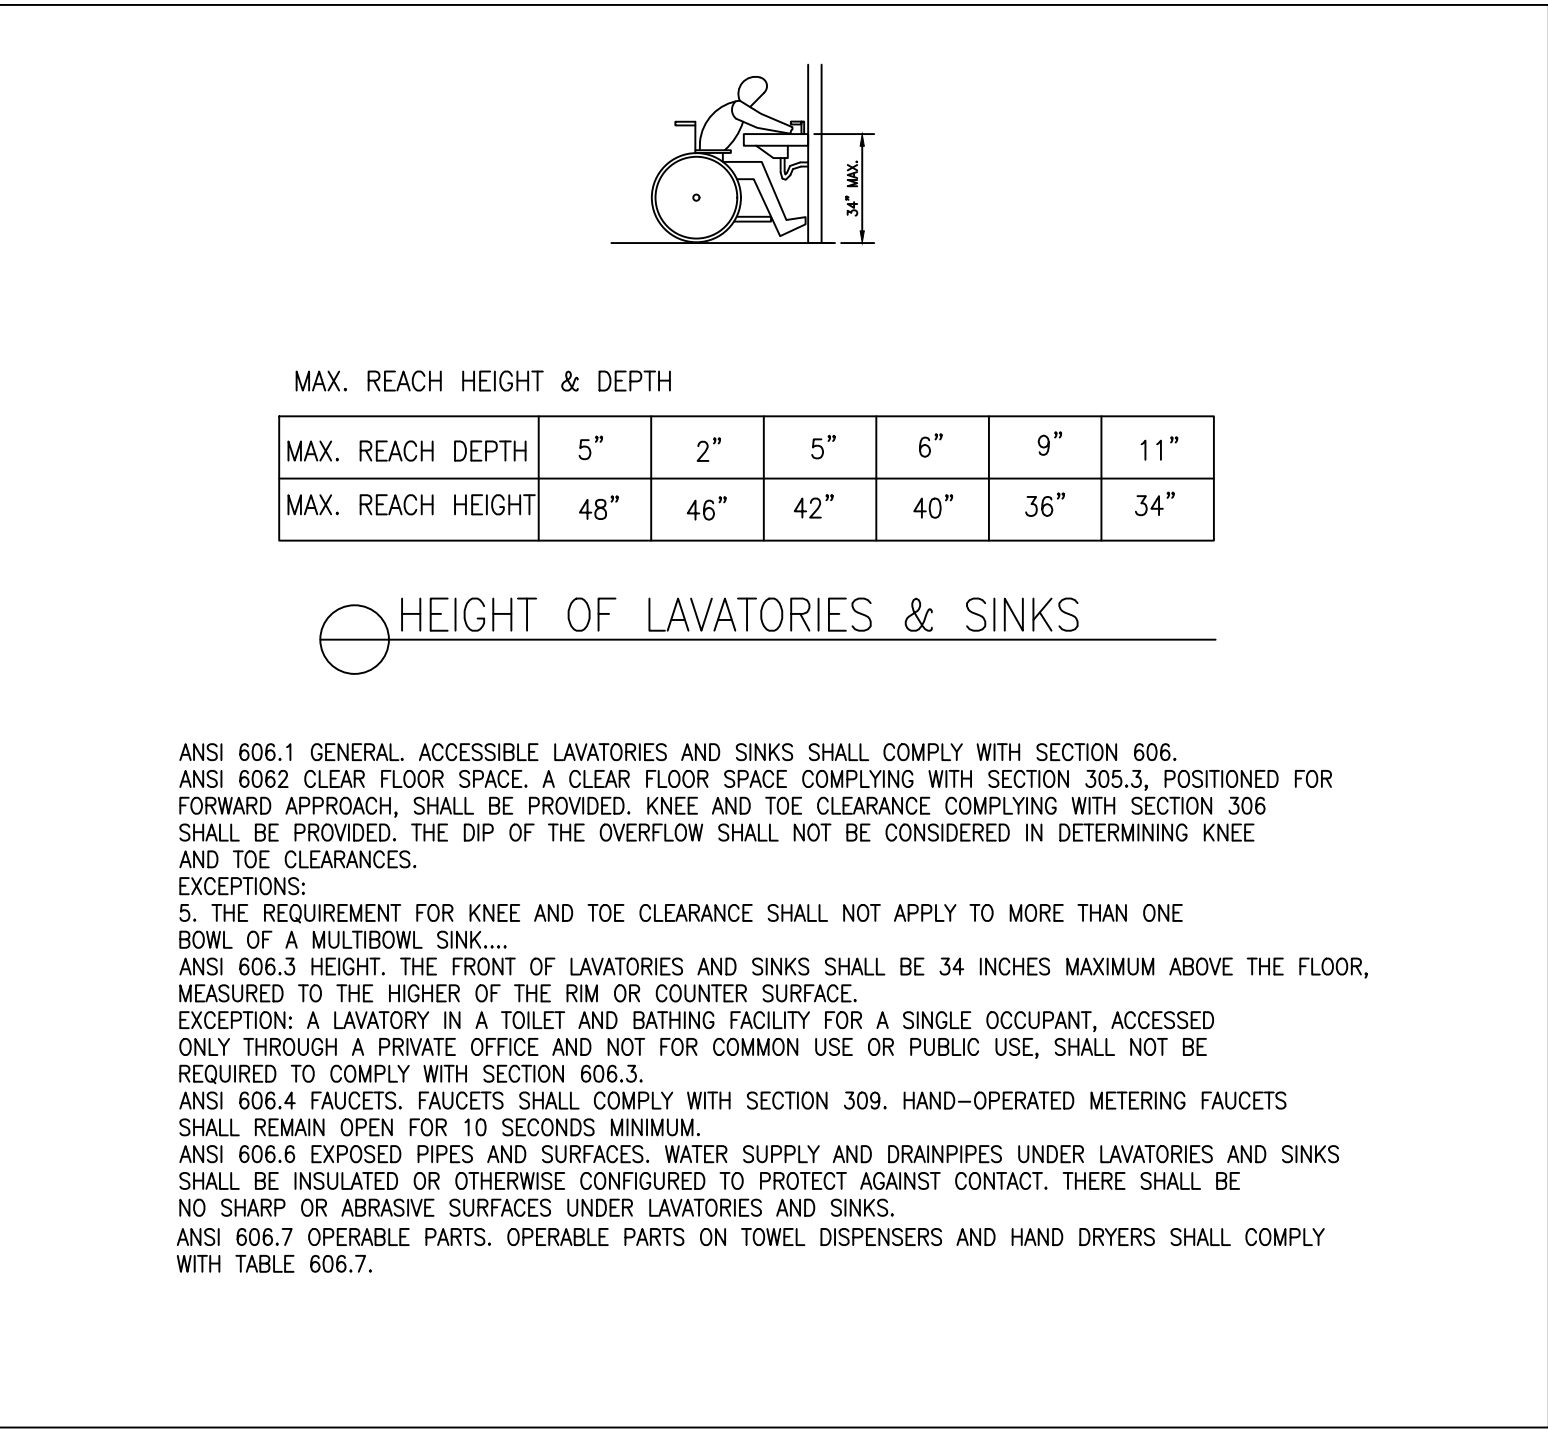 34" MAX.
MAX. REACH HEIGHT & DEPTH
MAX. REACH DEPTH 5" 2" 5" 6" 9" 11"
MAX. REACH HEIGHT 48" 46" 42" 40" 36" 34"
HEIGHT OF LAVATORIES & SINKS
ANSI 606.1 GENERAL. ACCESSIBLE LAVATORIES AND SINKS SHALL COMPLY WITH SECTION 606.
ANSI 6062 CLEAR FLOOR SPACE. A CLEAR FLOOR SPACE COMPLYING WITH SECTION 305.3, POSITIONED FOR
FORWARD APPROACH, SHALL BE PROVIDED. KNEE AND TOE CLEARANCE COMPLYING WITH SECTION 306
SHALL BE PROVIDED. THE DIP OF THE OVERFLOW SHALL NOT BE CONSIDERED IN DETERMINING KNEE
AND TOE CLEARANCES.
EXCEPTIONS:
5. THE REQUIREMENT FOR KNEE AND TOE CLEARANCE SHALL NOT APPLY TO MORE THAN ONE
BOWL OF A MULTIBOWL SINK....
ANSI 606.3 HEIGHT. THE FRONT OF LAVATORIES AND SINKS SHALL BE 34 INCHES MAXIMUM ABOVE THE FLOOR,
MEASURED TO THE HIGHER OF THE RIM OR COUNTER SURFACE.
EXCEPTION: A LAVATORY IN A TOILET AND BATHING FACILITY FOR A SINGLE OCCUPANT, ACCESSED
ONLY THROUGH A PRIVATE OFFICE AND NOT FOR COMMON USE OR PUBLIC USE, SHALL NOT BE
REQUIRED TO COMPLY WITH SECTION 606.3.
ANSI 606.4 FAUCETS. FAUCETS SHALL COMPLY WITH SECTION 309. HAND-OPERATED METERING FAUCETS
SHALL REMAIN OPEN FOR 10 SECONDS MINIMUM.
ANSI 606.6 EXPOSED PIPES AND SURFACES. WATER SUPPLY AND DRAINPIPES UNDER LAVATORIES AND SINKS
SHALL BE INSULATED OR OTHERWISE CONFIGURED TO PROTECT AGAINST CONTACT. THERE SHALL BE
NO SHARP OR ABRASIVE SURFACES UNDER LAVATORIES AND SINKS.
ANSI 606.7 OPERABLE PARTS. OPERABLE PARTS ON TOWEL DISPENSERS AND HAND DRYERS SHALL COMPLY
WITH TABLE 606.7.